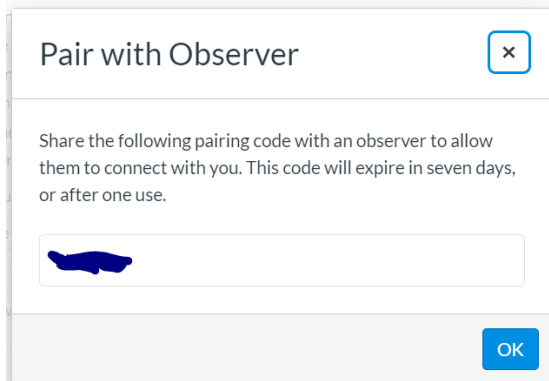 Pair with Observer
×
Share the following pairing code with an observer to allow
them to connect with you. This code will expire in seven days,
or after one use.
OK